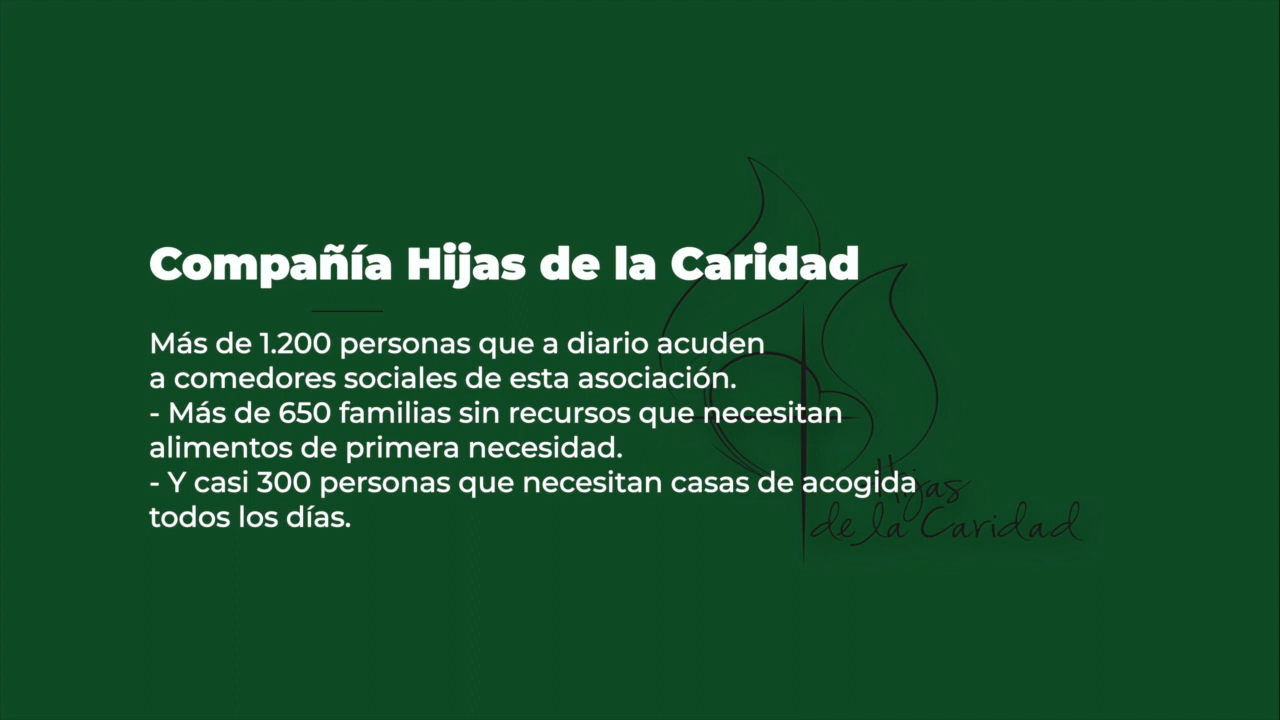 Compañía Hijas de la Caridad
Más de 1.200 personas que a diario acuden
a comedores sociales de esta asociación.
- Más de 650 familias sin recursos que necesitan
alimentos de primera necesidad.
- Y casi 300 personas que necesitan casas de acogida
todos los días.
Hijas
de la Caridad